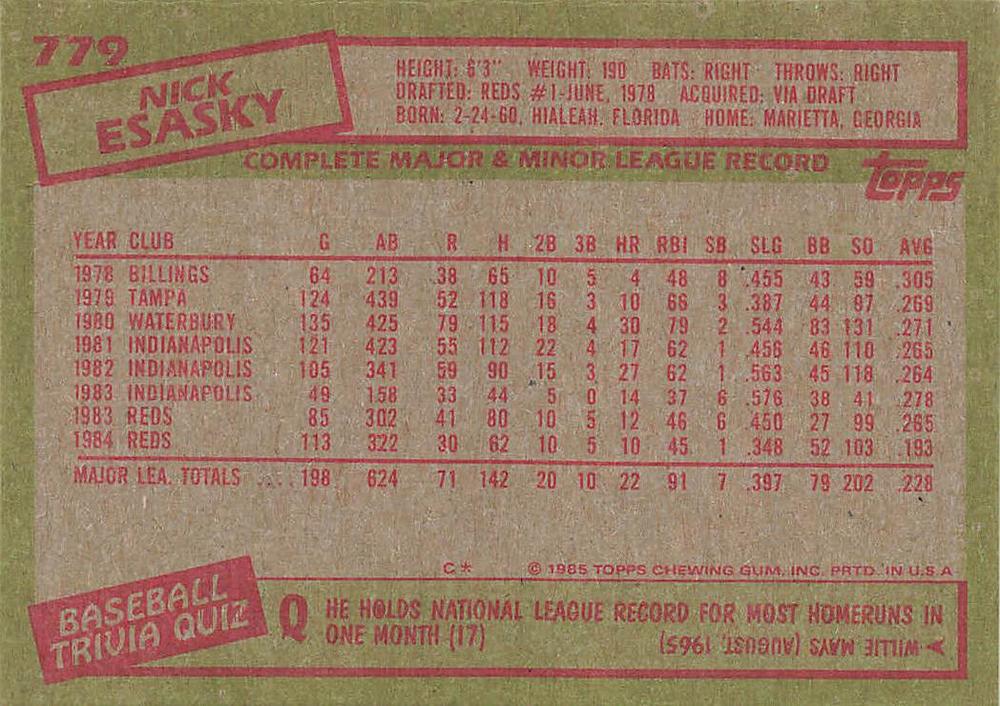 779
NICK
ESASKY
HEIGHT: 6'3" WEIGHT: 190 BATS: RIGHT THROWS: RIGHT
DRAFTED: REDS #1-JUNE, 1978 ACQUIRED: VIA DRAFT
BORN: 2-24-60, HIALEAH, FLORIDA HOME: MARIETTA, GEORGIA
COMPLETE MAJOR & MINOR LEAGUE RECORD
topps
YEAR CLUB G AB R H 2B 3B HR RBI SB SLG BB SO AVG
1978 BILLINGS 64 213 38 65 10 5 4 48 8 .455 43 59 .305
1979 TAMPA 124 439 52 118 16 3 10 66 3 .387 44 87 .269
1980 WATERBURY 135 425 79 115 18 4 30 79 2 .544 83 131 .271
1981 INDIANAPOLIS 121 423 55 112 22 4 17 62 1 .456 46 110 .265
1982 INDIANAPOLIS 105 341 59 90 15 3 27 62 1 .563 45 118 .264
1983 INDIANAPOLIS 49 158 33 44 5 0 14 37 6 .576 38 41 .278
1983 REDS 85 302 41 80 10 5 12 46 6 .450 27 99 .265
1984 REDS 113 322 30 62 10 5 10 45 1 .348 52 103 .193
MAJOR LEA. TOTALS .... 198 624 71 142 20 10 22 91 7 .397 79 202 .228
C* © 1985 TOPPS CHEWING GUM, INC. PRTD. IN U.S.A
BASEBALL
TRIVIA QUIZ
Q HE HOLDS NATIONAL LEAGUE RECORD FOR MOST HOMERUNS IN
ONE MONTH (17)
A WILLIE MAYS (AUGUST, 1965)